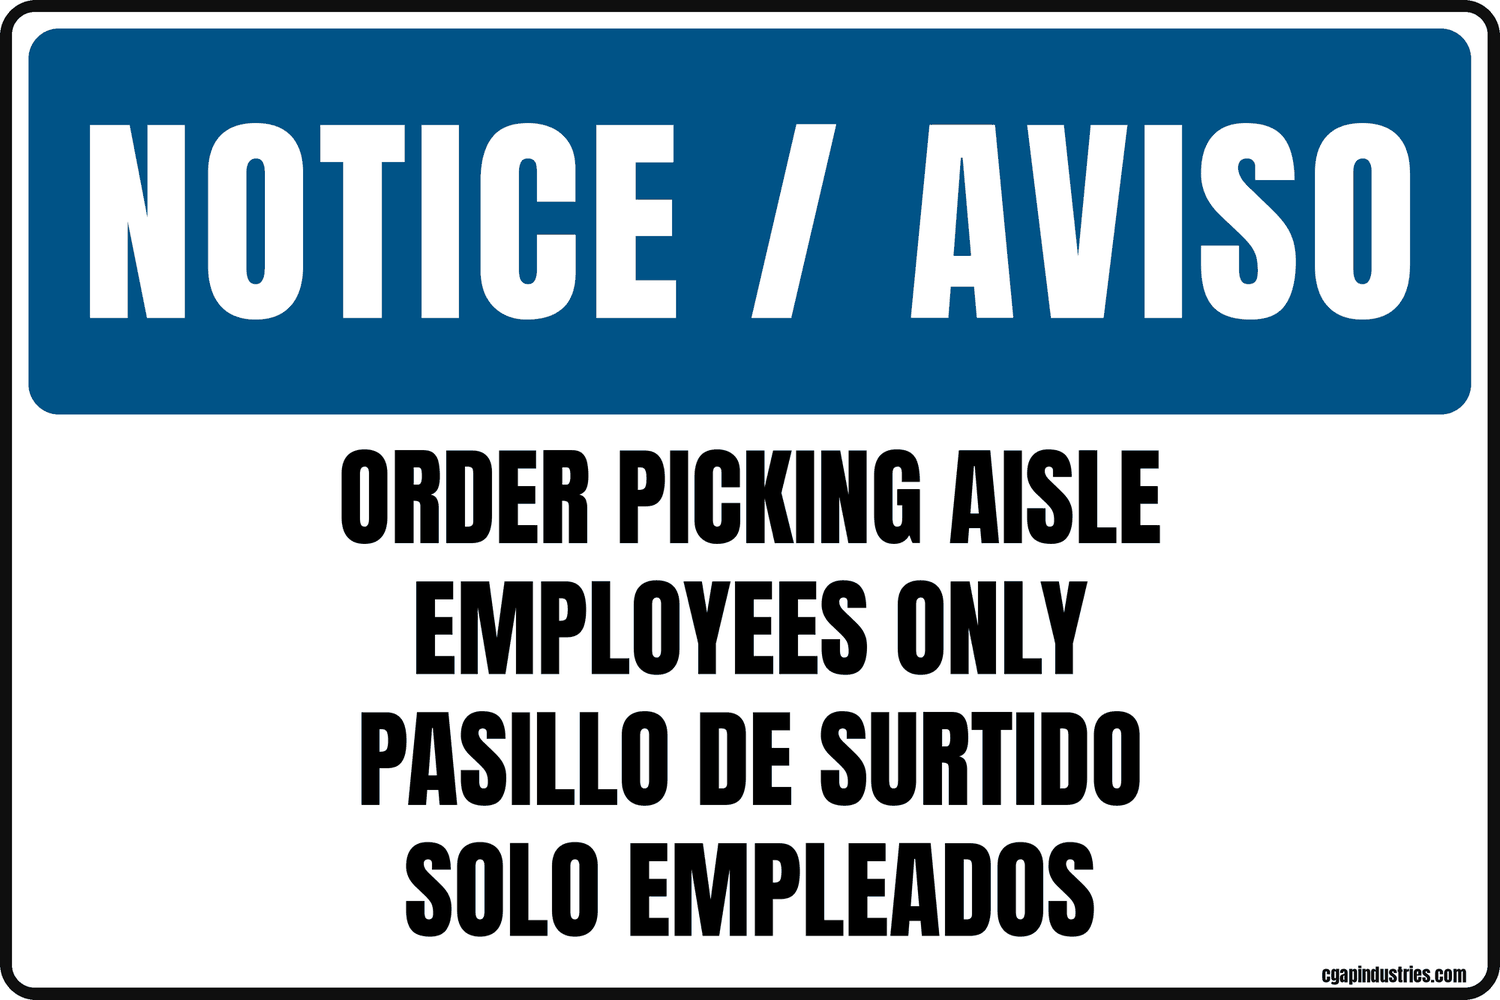 NOTICE / AVISO
ORDER PICKING AISLE
EMPLOYEES ONLY
PASILLO DE SURTIDO
SOLO EMPLEADOS
cgapindustries.com